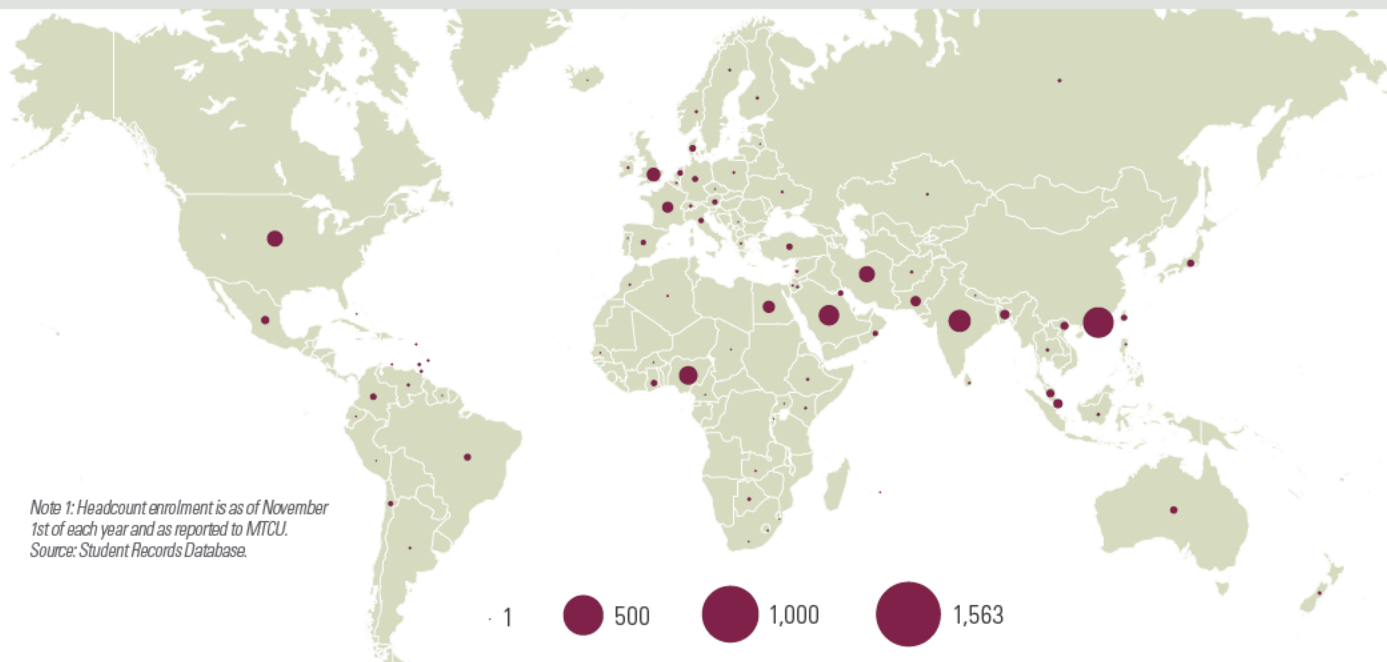 Note 1: Headcount enrolment is as of November
1st of each year and as reported to MTCU.
Source: Student Records Database.
1
500
1,000
1,563